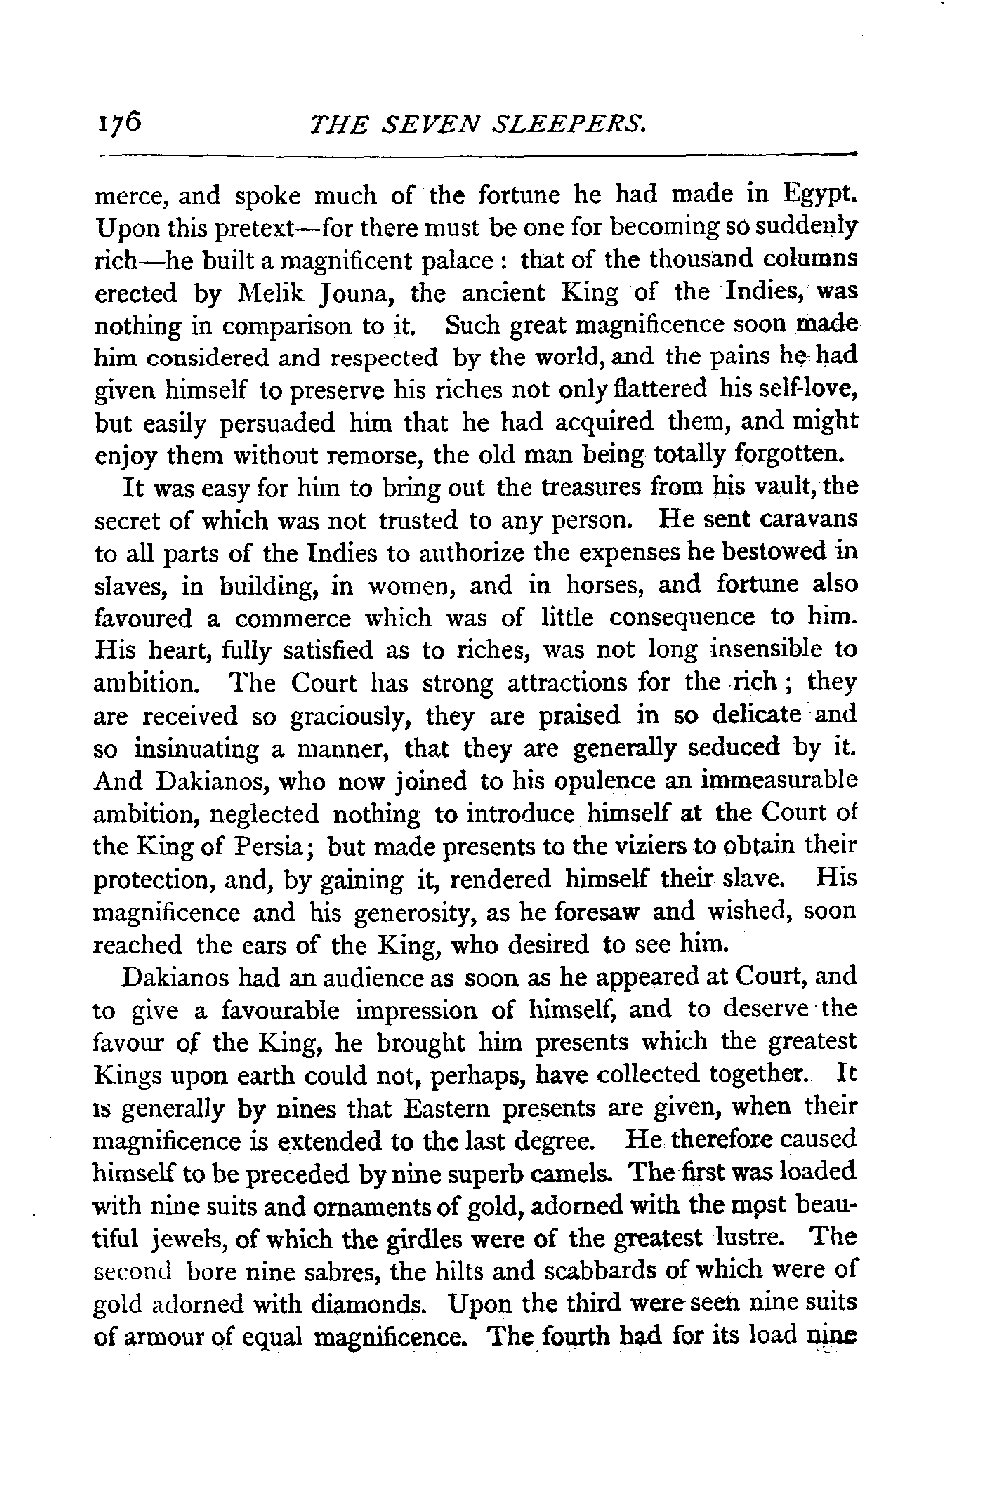 176 THE SEVEN SLEEPERS.
merce, and spoke much of the fortune he had made in Egypt.
Upon this pretext—for there must be one for becoming so suddenly
rich—he built a magnificent palace : that of the thousand columns
erected by Melik Jouna, the ancient King of the Indies, was
nothing in comparison to it. Such great magnificence soon made
him considered and respected by the world, and the pains he had
given himself to preserve his riches not only flattered his self-love,
but easily persuaded him that he had acquired them, and might
enjoy them without remorse, the old man being totally forgotten.
It was easy for him to bring out the treasures from his vault, the
secret of which was not trusted to any person. He sent caravans
to all parts of the Indies to authorize the expenses he bestowed in
slaves, in building, in women, and in horses, and fortune also
favoured a commerce which was of little consequence to him.
His heart, fully satisfied as to riches, was not long insensible to
ambition. The Court has strong attractions for the rich ; they
are received so graciously, they are praised in so delicate and
so insinuating a manner, that they are generally seduced by it.
And Dakianos, who now joined to his opulence an immeasurable
ambition, neglected nothing to introduce himself at the Court of
the King of Persia; but made presents to the viziers to obtain their
protection, and, by gaining it, rendered himself their slave. His
magnificence and his generosity, as he foresaw and wished, soon
reached the ears of the King, who desired to see him.
Dakianos had an audience as soon as he appeared at Court, and
to give a favourable impression of himself, and to deserve the
favour of the King, he brought him presents which the greatest
Kings upon earth could not, perhaps, have collected together. It
is generally by nines that Eastern presents are given, when their
magnificence is extended to the last degree. He therefore caused
himself to be preceded by nine superb camels. The first was loaded
with nine suits and ornaments of gold, adorned with the most beau-
tiful jewels, of which the girdles were of the greatest lustre. The
second bore nine sabres, the hilts and scabbards of which were of
gold adorned with diamonds. Upon the third were seen nine suits
of armour of equal magnificence. The fourth had for its load nine